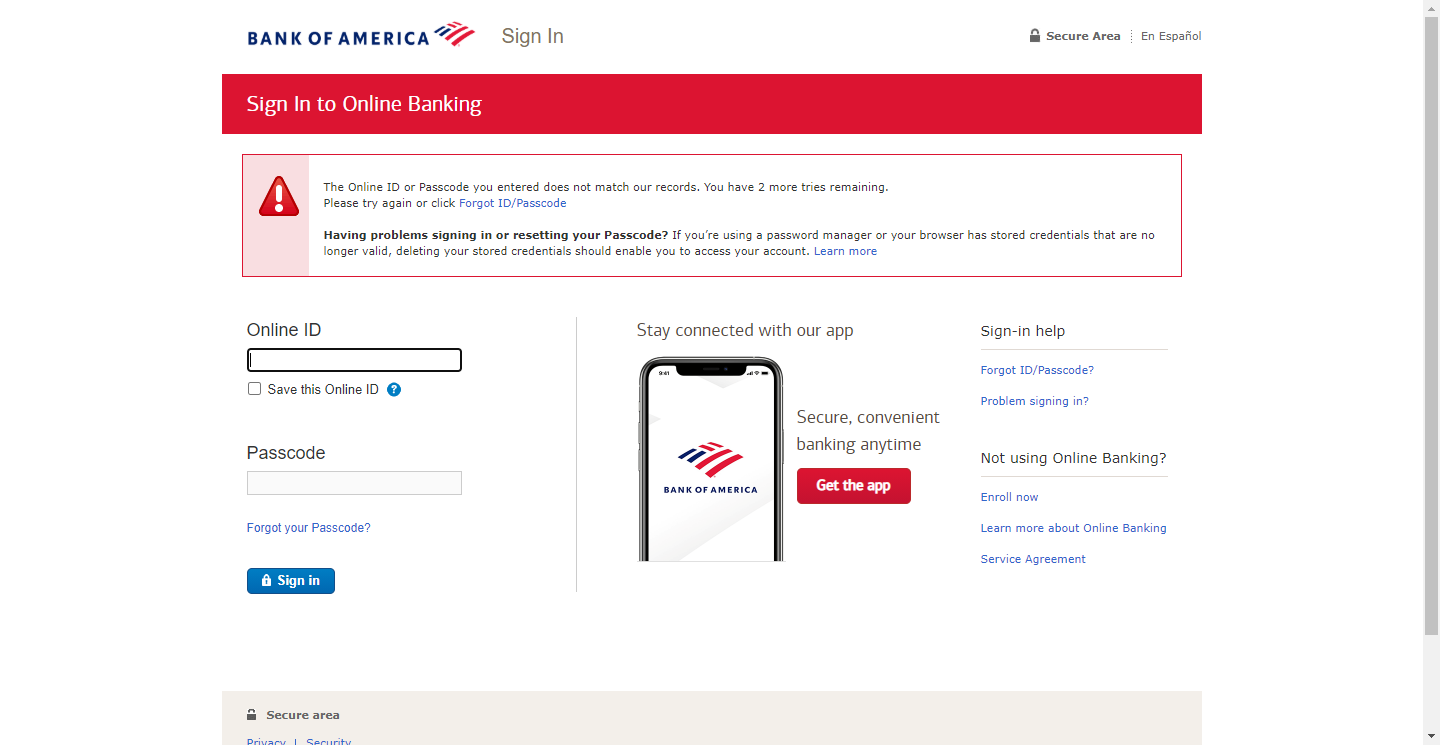 BANK OF AMERICA
Sign In
Secure Area
En Español
Sign In to Online Banking
The Online ID or Passcode you entered does not match our records. You have 2 more tries remaining.
Please try again or click Forgot ID/Passcode
Having problems signing in or resetting your Passcode? If you’re using a password manager or your browser has stored credentials that are no
longer valid, deleting your stored credentials should enable you to access your account. Learn more
Online ID
Save this Online ID ?
Passcode
Forgot your Passcode?
Sign in
Stay connected with our app
9:41
BANK OF AMERICA
Secure, convenient
banking anytime
Get the app
Sign-in help
Forgot ID/Passcode?
Problem signing in?
Not using Online Banking?
Enroll now
Learn more about Online Banking
Service Agreement
Secure area
Privacy | Security